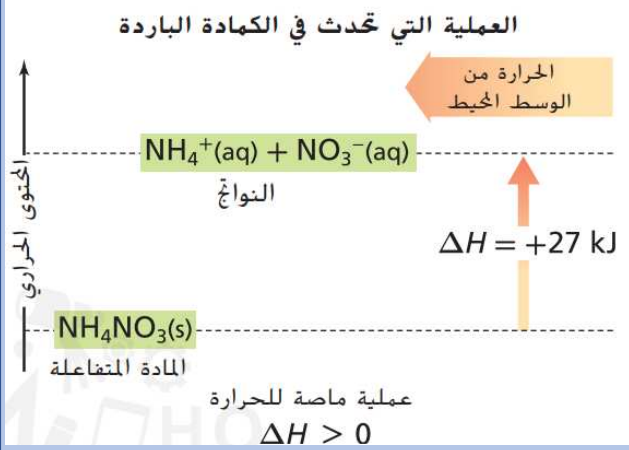 العملية التي تحدث في الكمادة الباردة
الحرارة من
الوسط المحيط
NH₄⁺(aq) + NO₃⁻(aq)
النواتج
المحتوى الحراري
ΔH = +27 kJ
NH₄NO₃(s)
المادة المتفاعلة
عملية ماصة للحرارة
ΔH > 0